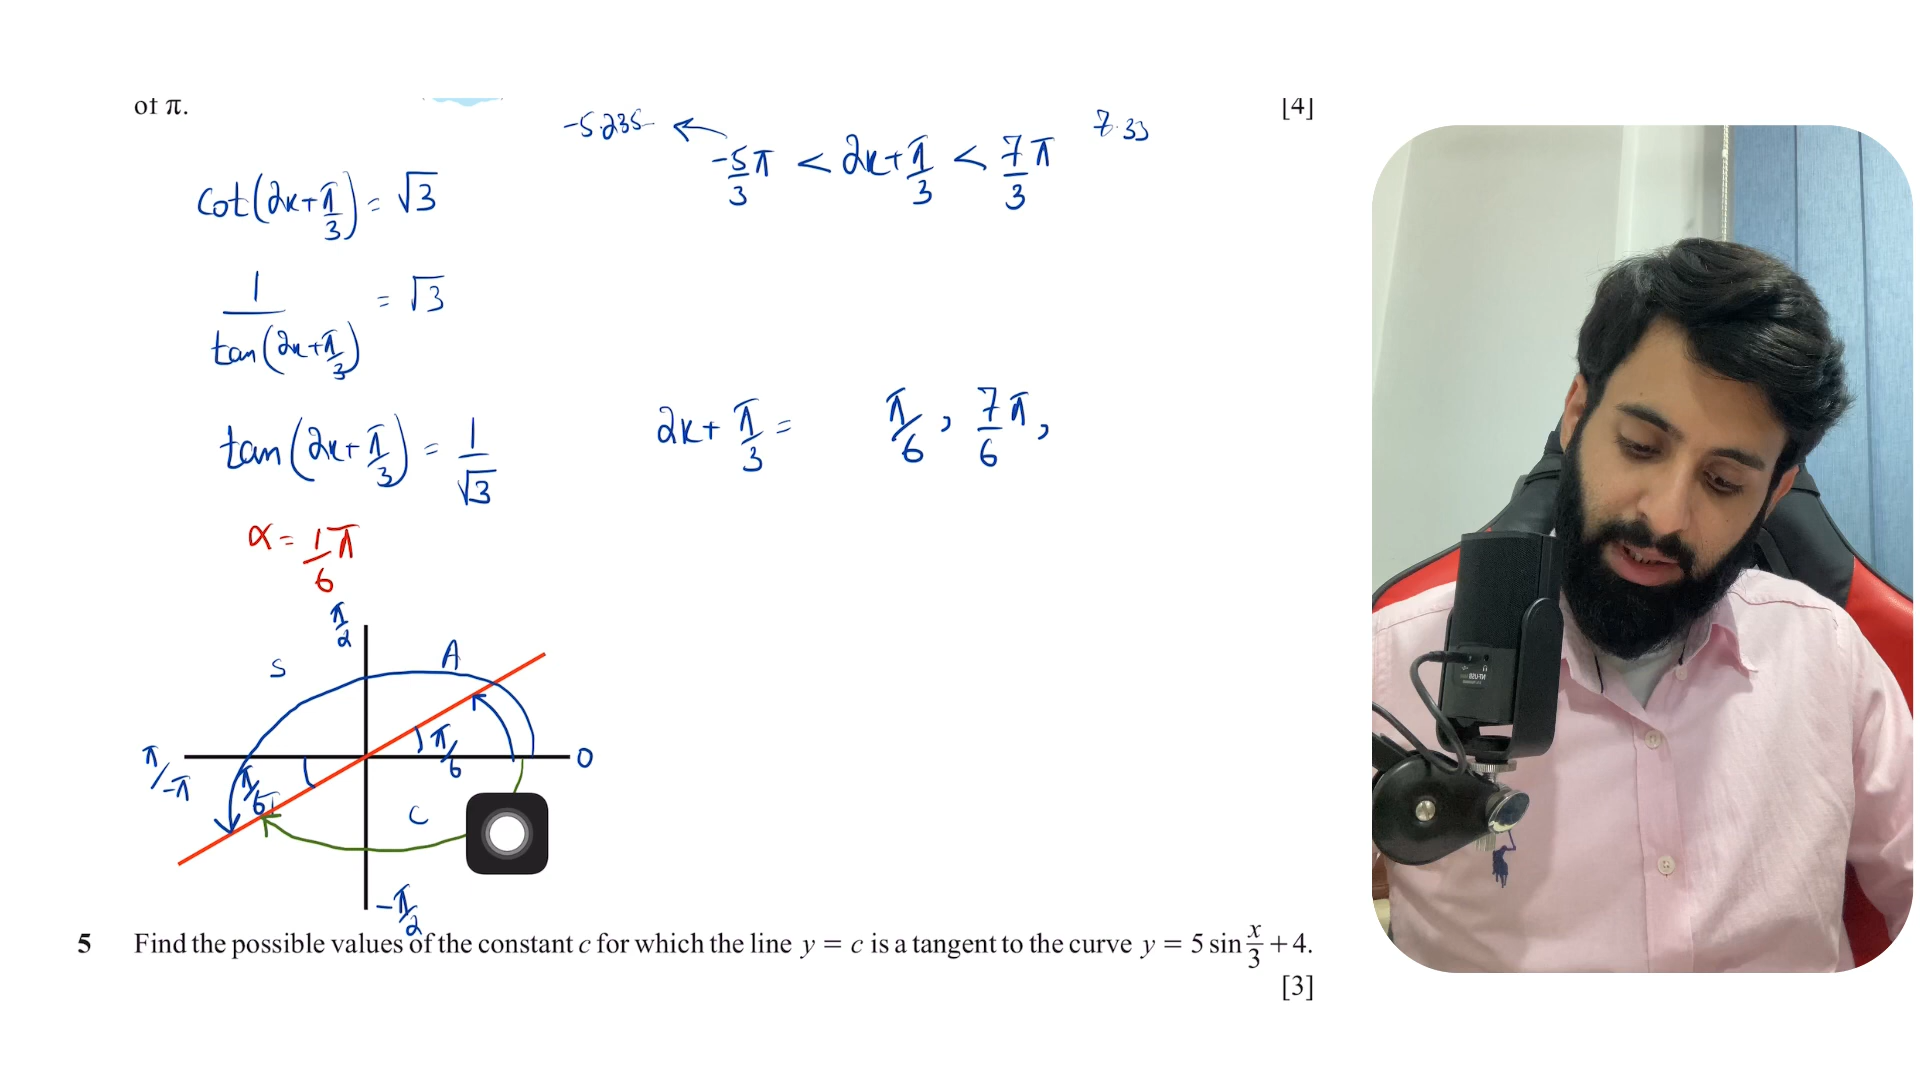 of π. [4]
-5.235
-5/3 π < 2x+π/3 < 7/3 π
7.33
cot(2x+π/3) = √3
1/tan(2x+π/3) = √3
tan(2x+π/3) = 1/√3
2x+π/3 = π/6, 7/6 π,
α = 1/6 π
π/2
S A
π/6
π/-π 0
π/6
C
-π/2
5 Find the possible values of the constant c for which the line y = c is a tangent to the curve y = 5 sin x/3 + 4.
[3]